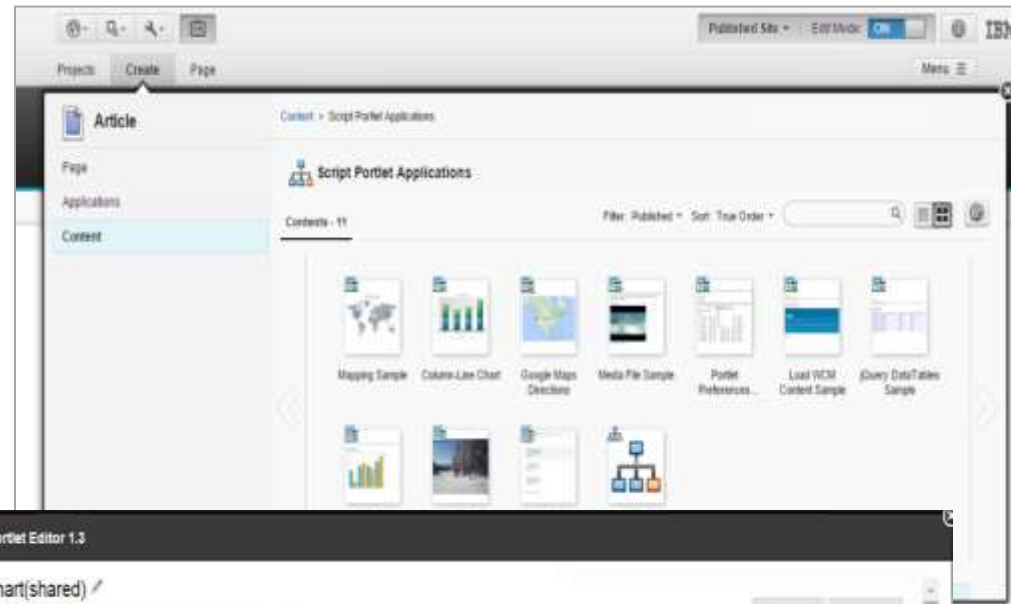 Published Site
Edit Mode: ON
IBM
Projects Create Page
Menu
Article
Content > Script Portlet Applications
Page
Script Portlet Applications
Applications
Contents - 11
Filter: Published Sort: True Order
Content
Mapping Sample
Column-Line Chart
Google Maps Directions
Media File Sample
Portlet Preferences...
Load WCM Content Sample
jQuery DataTables Sample
Portlet Editor 1.3
hart(shared)